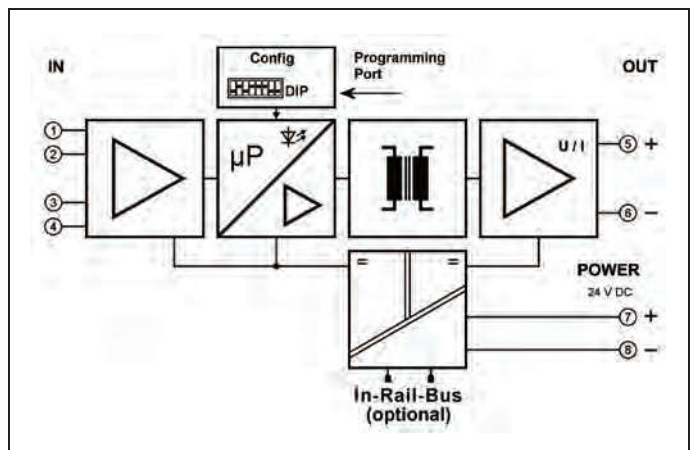 IN
Config
DIP
Programming
Port
OUT
1
2
3
4
µP
U / I
5 +
6 −
POWER
24 V DC
7 +
8 −
=
=
In-Rail-Bus
(optional)